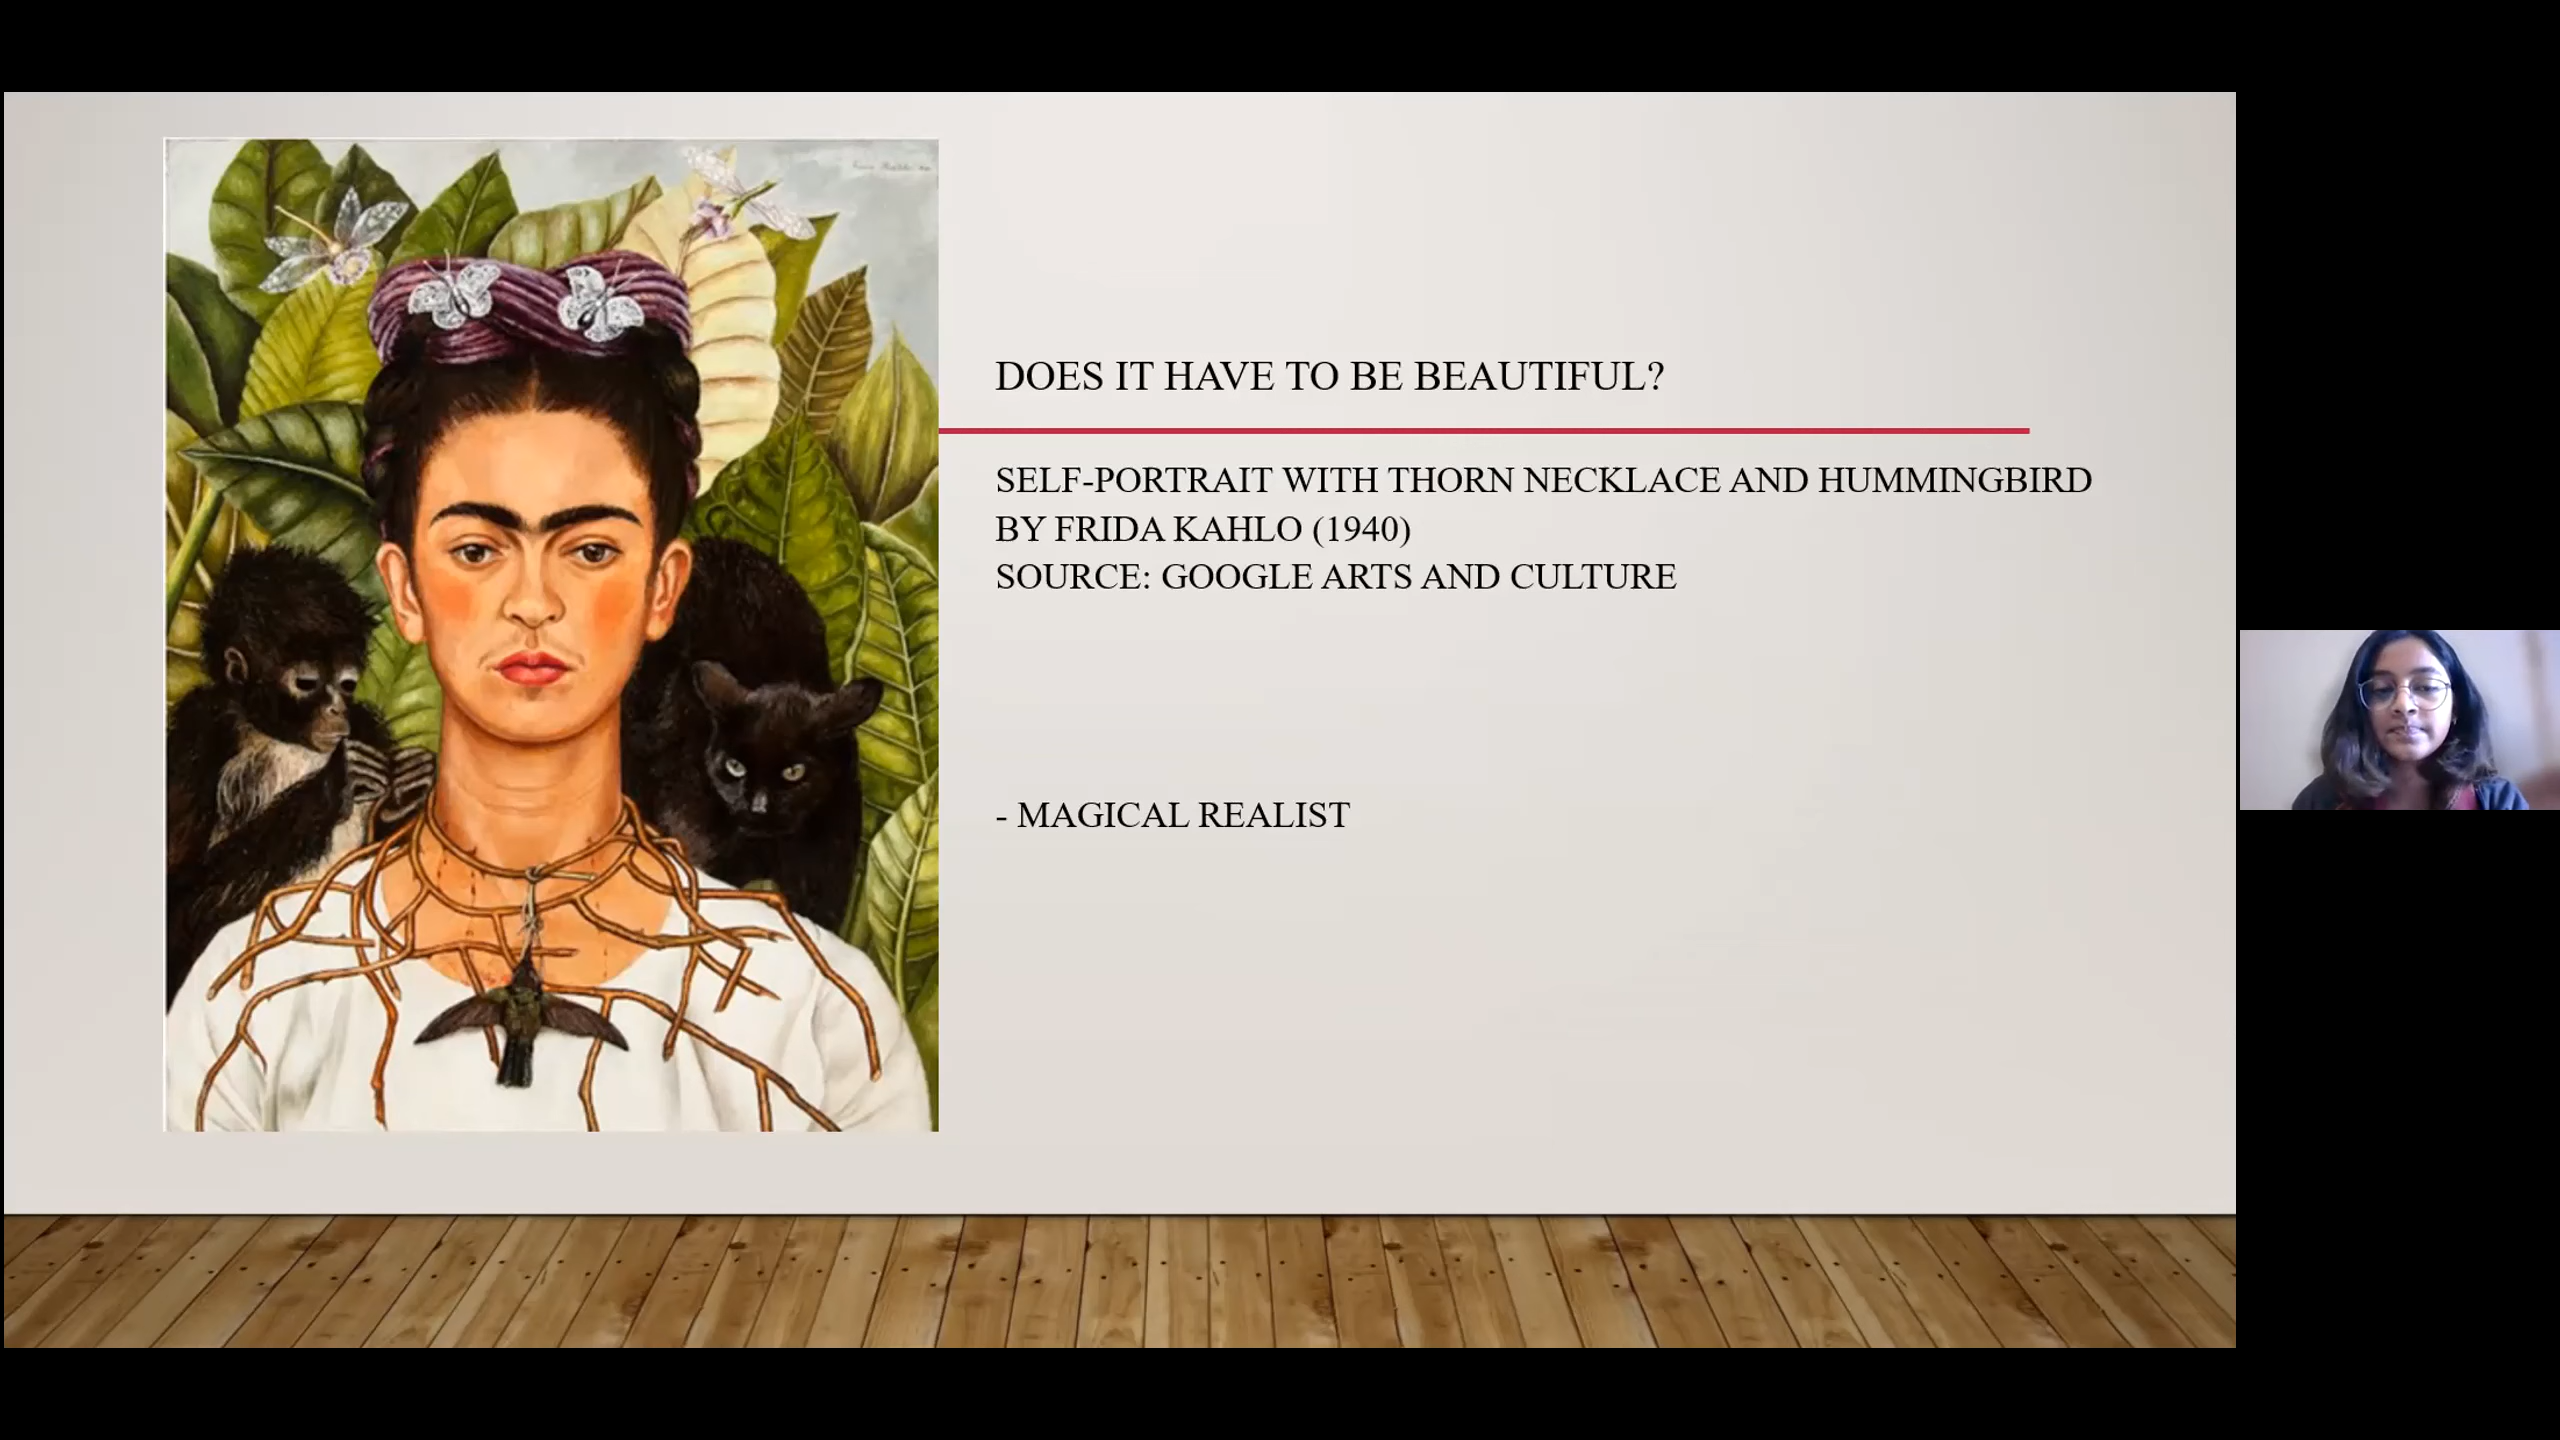 DOES IT HAVE TO BE BEAUTIFUL?
SELF-PORTRAIT WITH THORN NECKLACE AND HUMMINGBIRD
BY FRIDA KAHLO (1940)
SOURCE: GOOGLE ARTS AND CULTURE
- MAGICAL REALIST